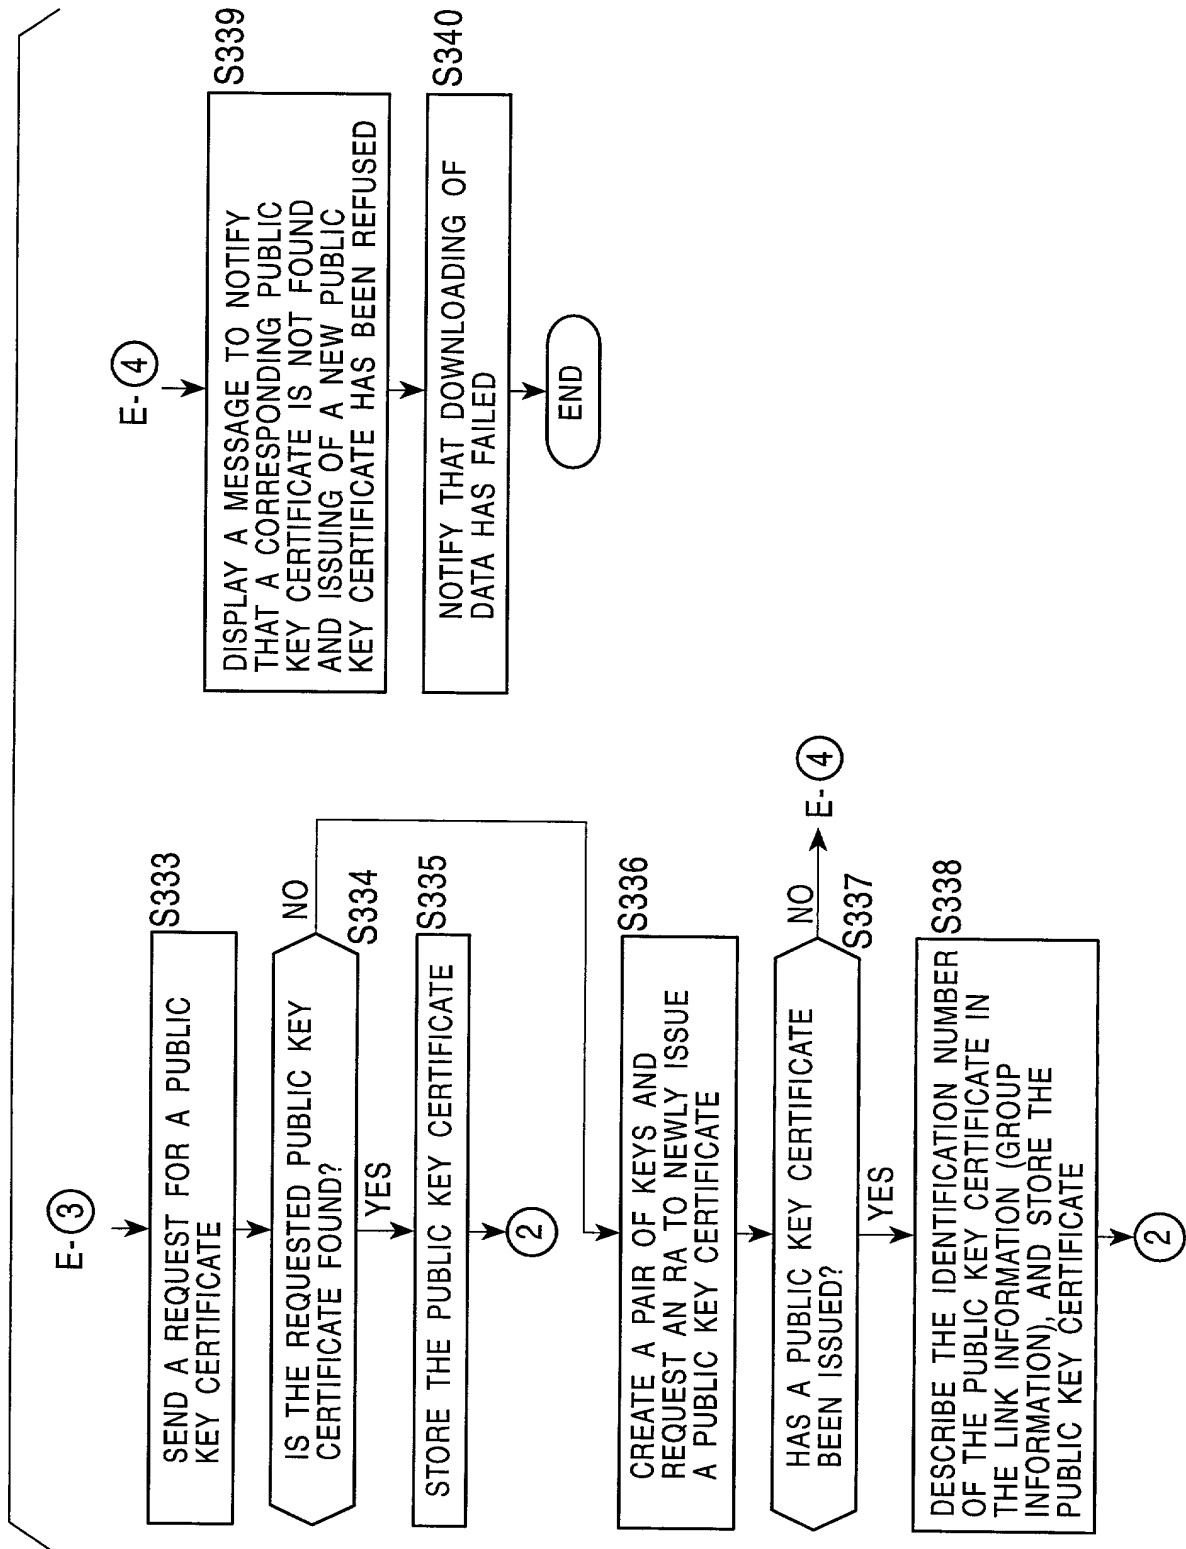 E-3
SEND A REQUEST FOR A PUBLIC
KEY CERTIFICATE
S333
IS THE REQUESTED PUBLIC KEY
CERTIFICATE FOUND?
NO
S334
YES
STORE THE PUBLIC KEY CERTIFICATE
S335
2
CREATE A PAIR OF KEYS AND
REQUEST AN RA TO NEWLY ISSUE
A PUBLIC KEY CERTIFICATE
S336
HAS A PUBLIC KEY CERTIFICATE
BEEN ISSUED?
NO
E-4
S337
YES
DESCRIBE THE IDENTIFICATION NUMBER
OF THE PUBLIC KEY CERTIFICATE IN
THE LINK INFORMATION (GROUP
INFORMATION), AND STORE THE
PUBLIC KEY CERTIFICATE
S338
2
E-4
DISPLAY A MESSAGE TO NOTIFY
THAT A CORRESPONDING PUBLIC
KEY CERTIFICATE IS NOT FOUND
AND ISSUING OF A NEW PUBLIC
KEY CERTIFICATE HAS BEEN REFUSED
S339
NOTIFY THAT DOWNLOADING OF
DATA HAS FAILED
S340
END